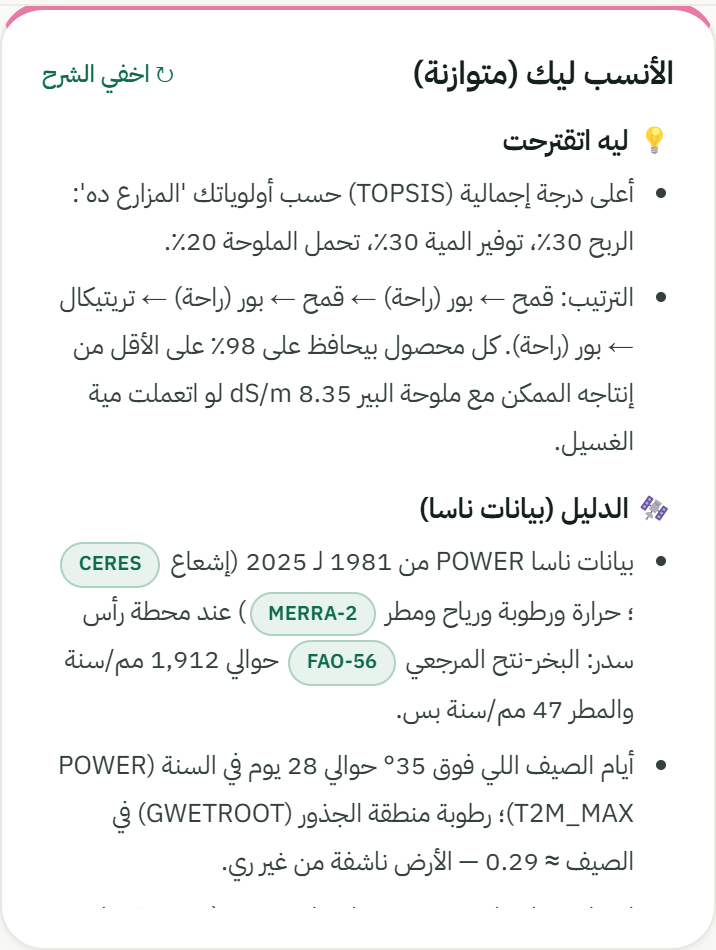 الأنسب ليك (متوازنة)
↻ اخفي الشرح
💡 ليه اتقترحت
• أعلى درجة إجمالية (TOPSIS) حسب أولوياتك 'المزارع ده':
الربح 30٪، توفير المية 30٪، تحمل الملوحة 20٪.
• الترتيب: قمح ← بور (راحة) ← قمح ← بور (راحة) ← تريتيكال
← بور (راحة). كل محصول بيحافظ على 98٪ على الأقل من
إنتاجه الممكن مع ملوحة البير 8.35 dS/m لو اتعملت مية
الغسيل.
🛰 الدليل (بيانات ناسا)
• بيانات ناسا POWER من 1981 لـ 2025 (إشعاع CERES
؛ حرارة ورطوبة ورياح ومطر MERRA-2 ) عند محطة رأس
سدر: البخر-نتح المرجعي FAO-56 حوالي 1,912 مم/سنة
والمطر 47 مم/سنة بس.
• أيام الصيف اللي فوق 35° حوالي 28 يوم في السنة (POWER
T2M_MAX)؛ رطوبة منطقة الجذور (GWETROOT) في
الصيف ≈ 0.29 — الأرض ناشفة من غير ري.